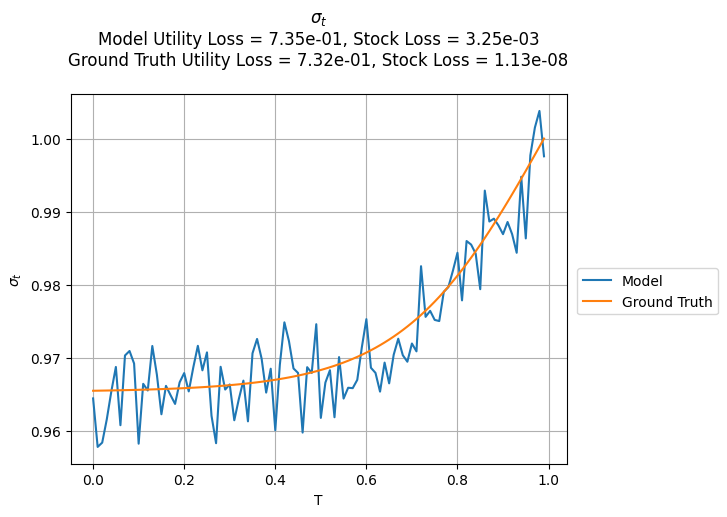 σt
Model Utility Loss = 7.35e-01, Stock Loss = 3.25e-03
Ground Truth Utility Loss = 7.32e-01, Stock Loss = 1.13e-08
1.00
0.99
0.98
0.97
0.96
σt
0.0 0.2 0.4 0.6 0.8 1.0
T
Model
Ground Truth